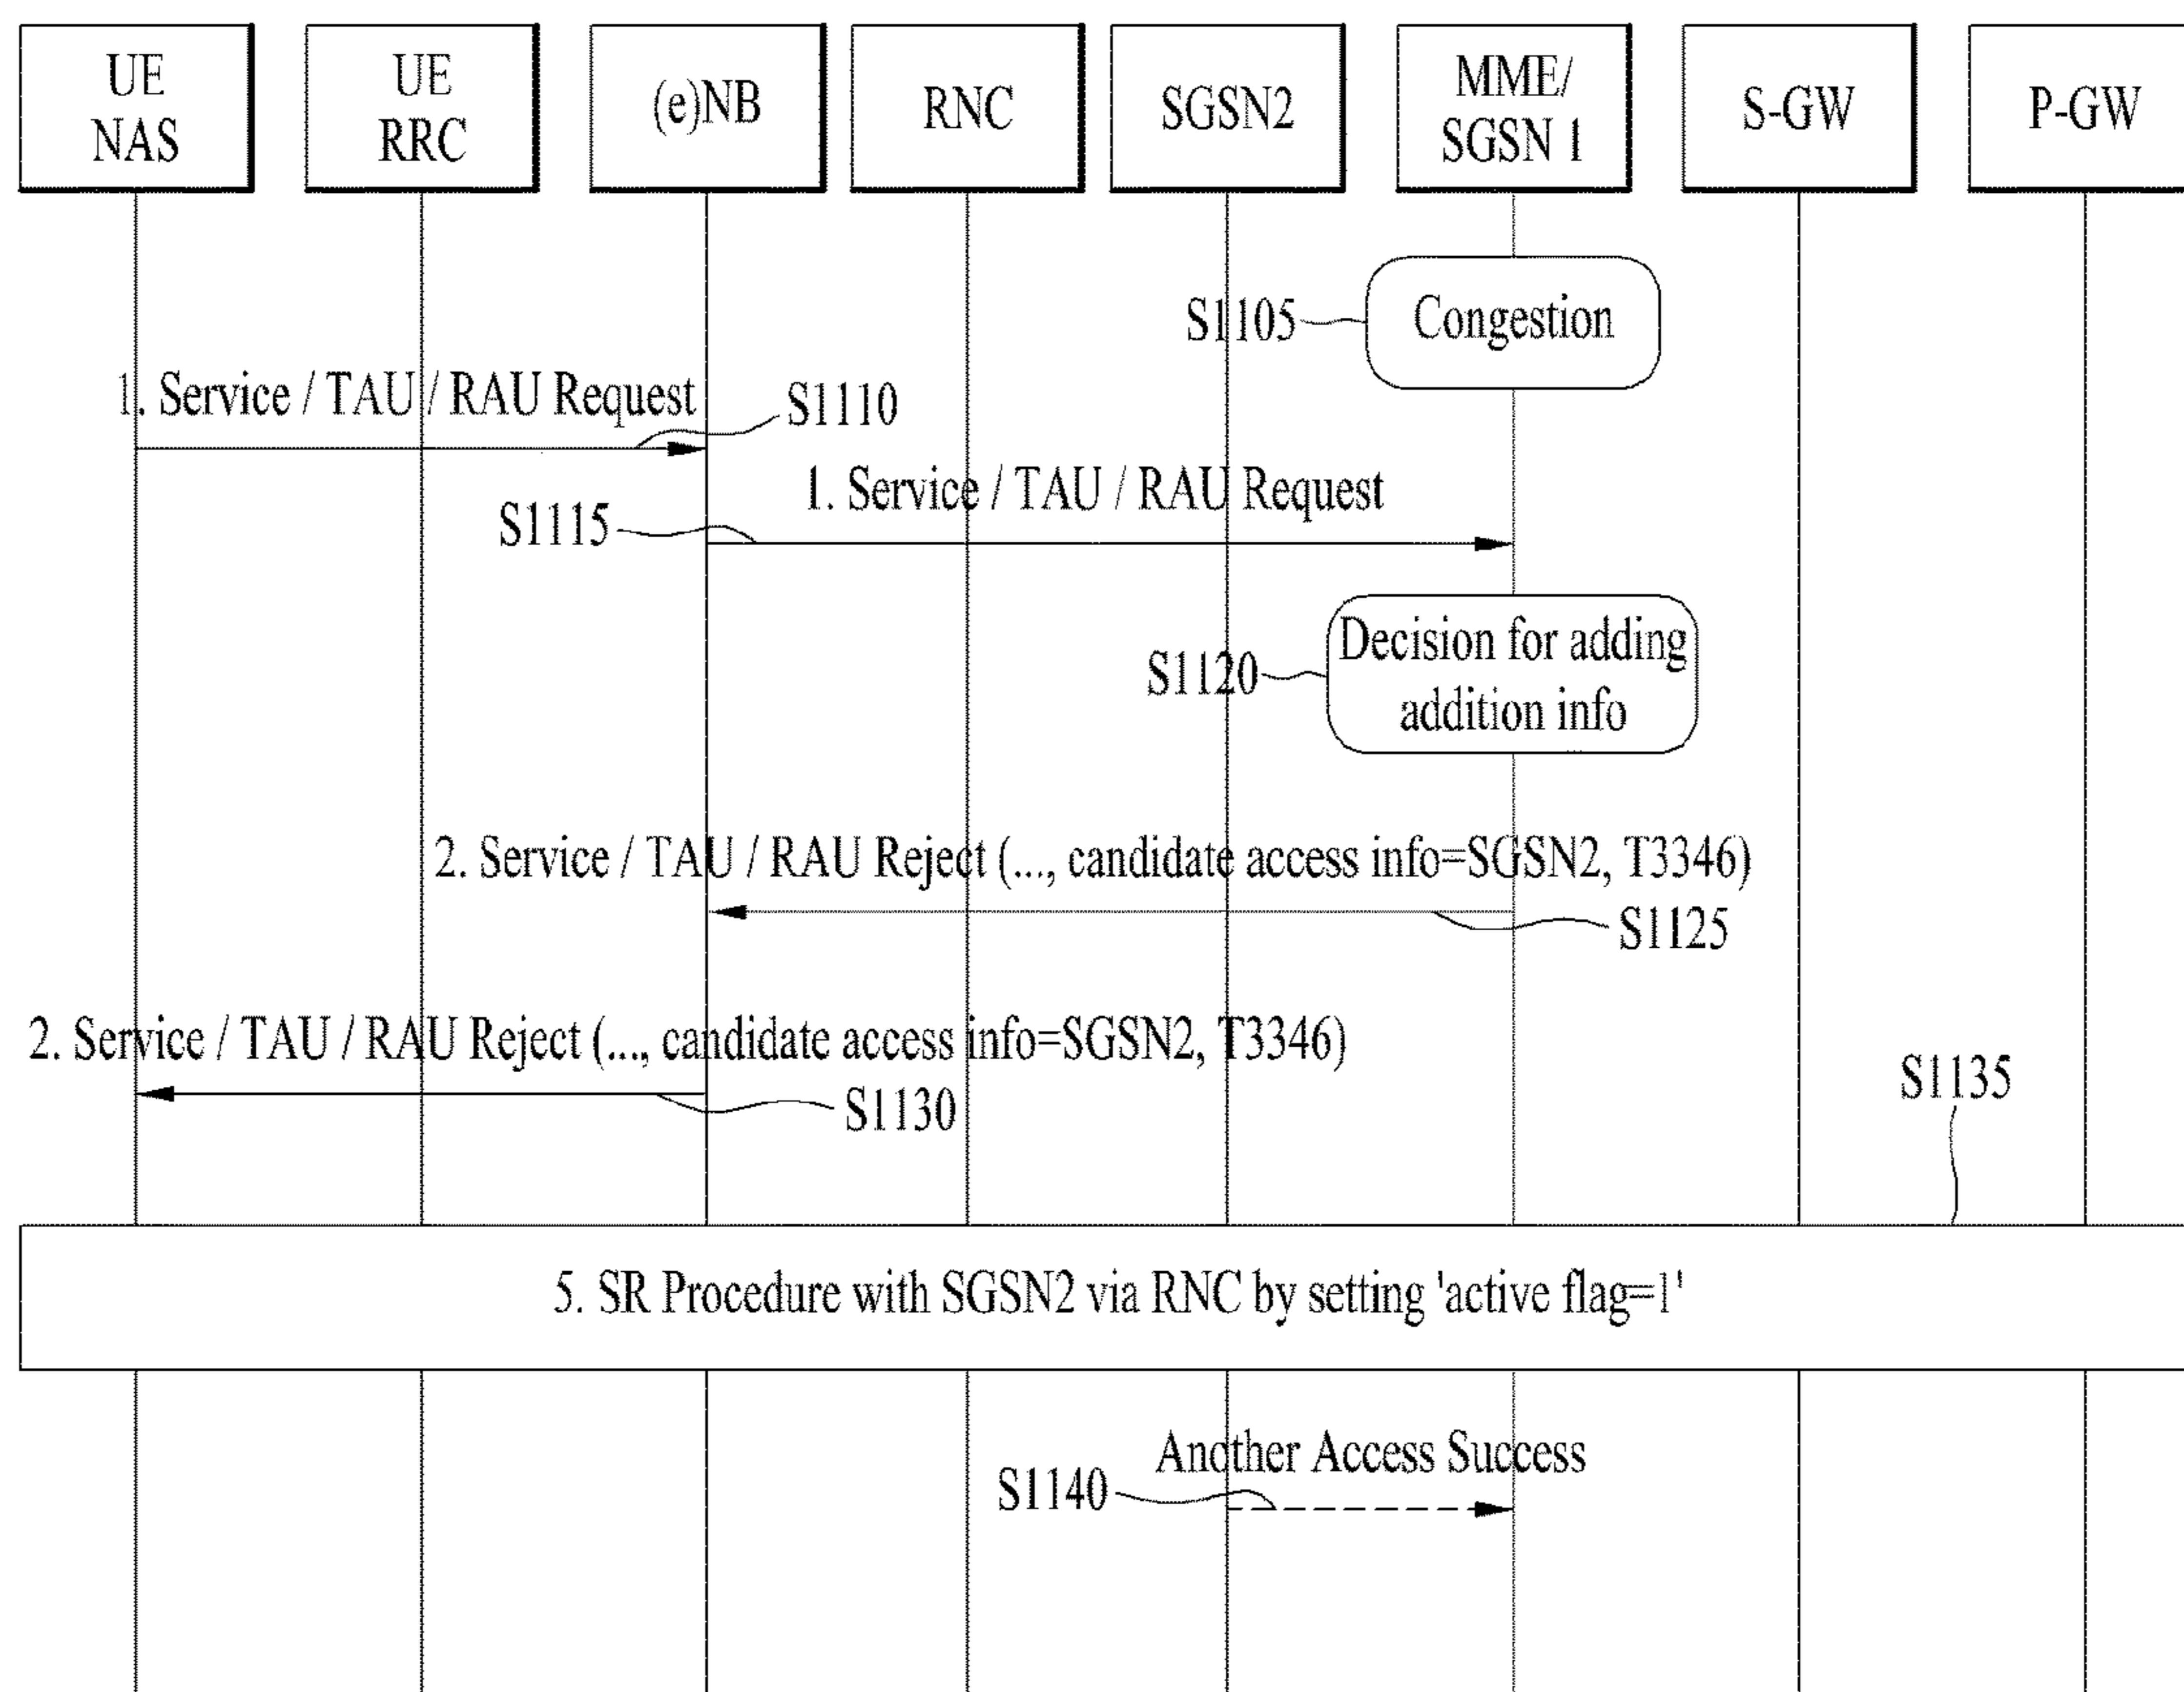 UE
NAS
UE
RRC
(e)NB
RNC
SGSN2
MME/
SGSN 1
S-GW
P-GW
S1105
Congestion
1. Service / TAU / RAU Request
S1110
1. Service / TAU / RAU Request
S1115
Decision for adding
addition info
S1120
2. Service / TAU / RAU Reject (..., candidate access info=SGSN2, T3346)
S1125
2. Service / TAU / RAU Reject (..., candidate access info=SGSN2, T3346)
S1130
S1135
5. SR Procedure with SGSN2 via RNC by setting 'active flag=1'
Another Access Success
S1140